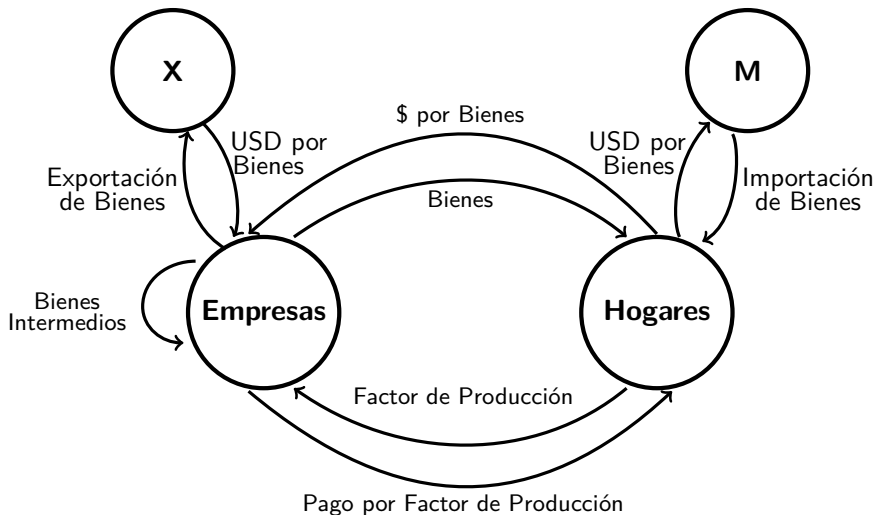 X
M
$ por Bienes
USD por
Bienes
USD por
Bienes
Exportación
de Bienes
Importación
de Bienes
Bienes
Bienes
Intermedios
Empresas
Hogares
Factor de Producción
Pago por Factor de Producción